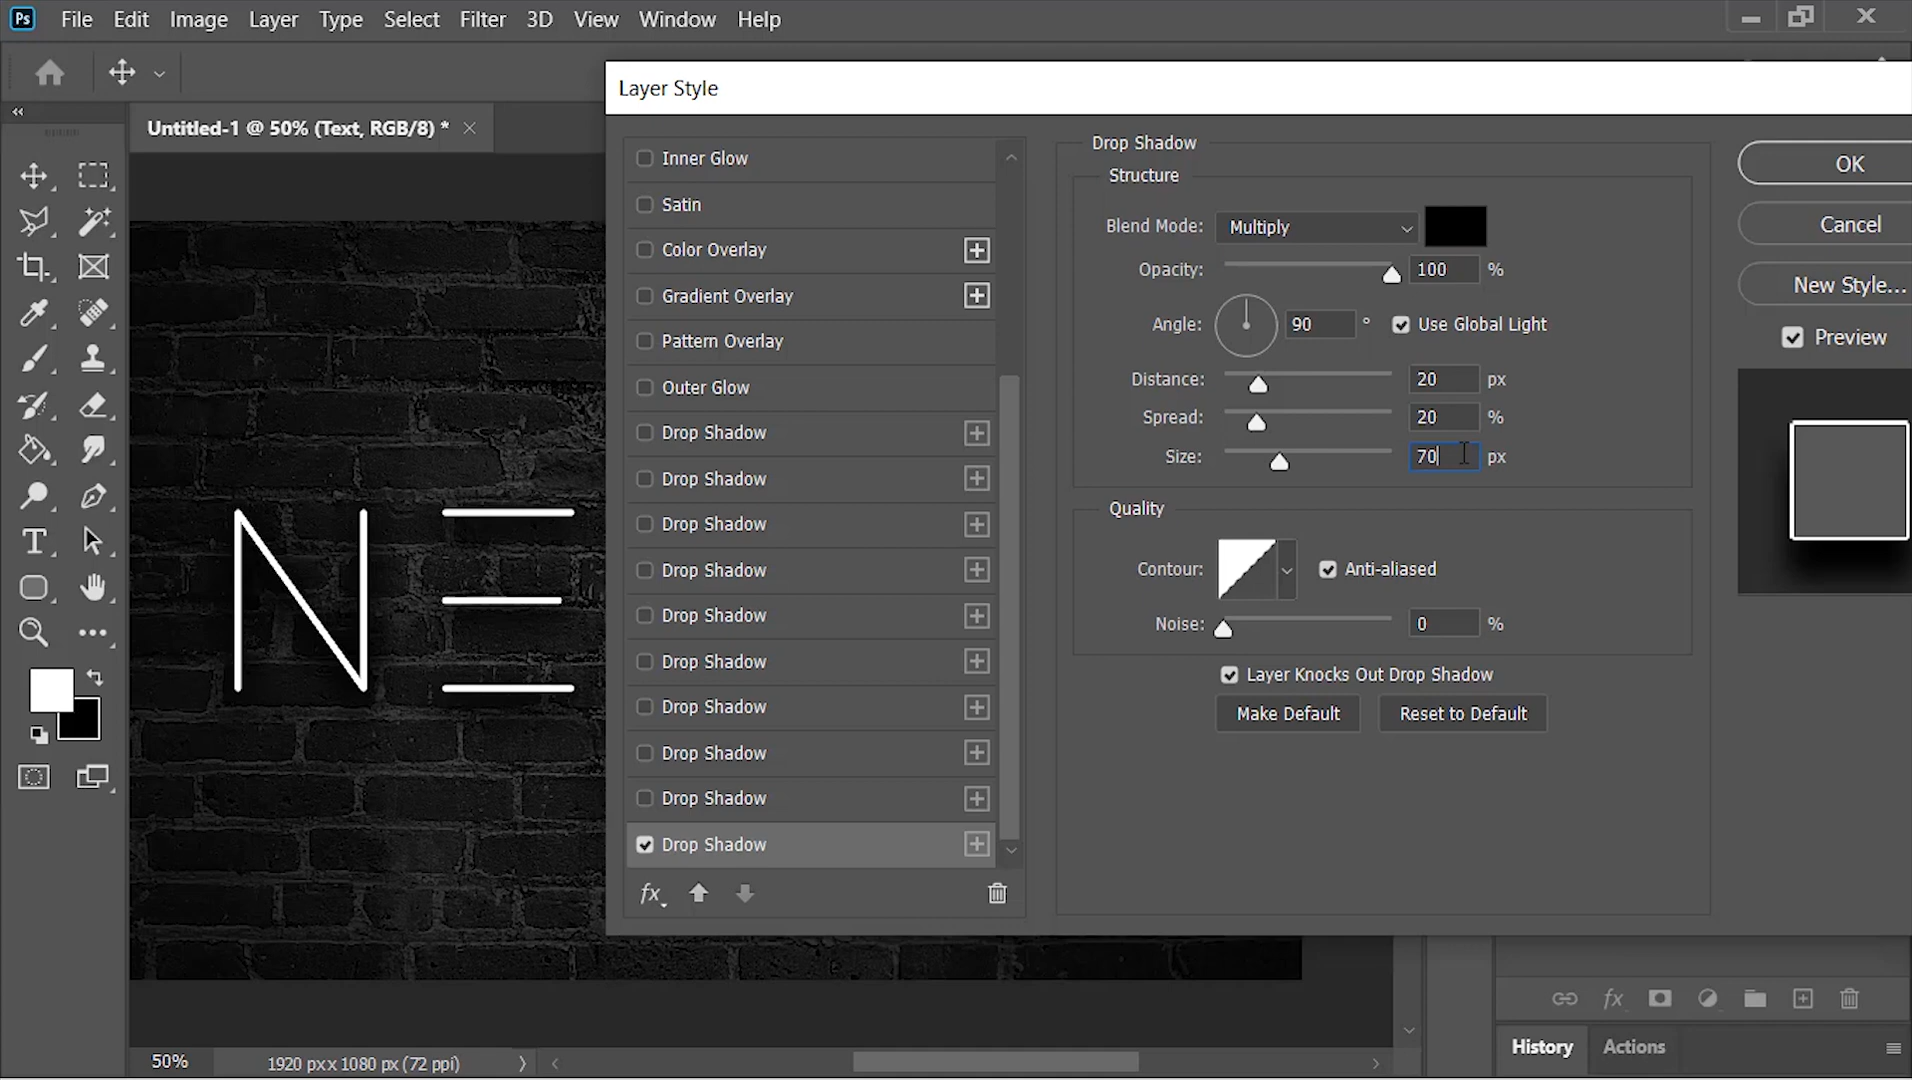 Ps File Edit Image Layer Type Select Filter 3D View Window Help
Layer Style
Untitled-1 @ 50% (Text, RGB/8) *
Inner Glow
Satin
Color Overlay
Gradient Overlay
Pattern Overlay
Outer Glow
Drop Shadow
Drop Shadow
Drop Shadow
Drop Shadow
Drop Shadow
Drop Shadow
Drop Shadow
Drop Shadow
Drop Shadow
Drop Shadow
fx
Drop Shadow
Structure
Blend Mode: Multiply
Opacity: 100 %
Angle: 90 ° Use Global Light
Distance: 20 px
Spread: 20 %
Size: 70 px
Quality
Contour: Anti-aliased
Noise: 0 %
Layer Knocks Out Drop Shadow
Make Default Reset to Default
OK
Cancel
New Style...
Preview
T
N E
fx
History Actions
50% 1920 px x 1080 px (72 ppi)